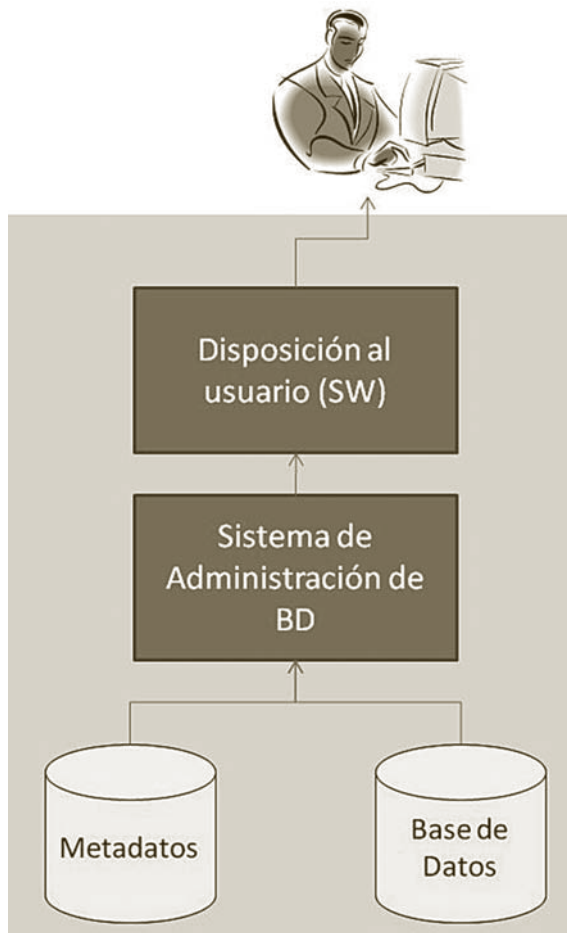 Disposición al
usuario (SW)
Sistema de
Administración de
BD
Metadatos
Base de
Datos